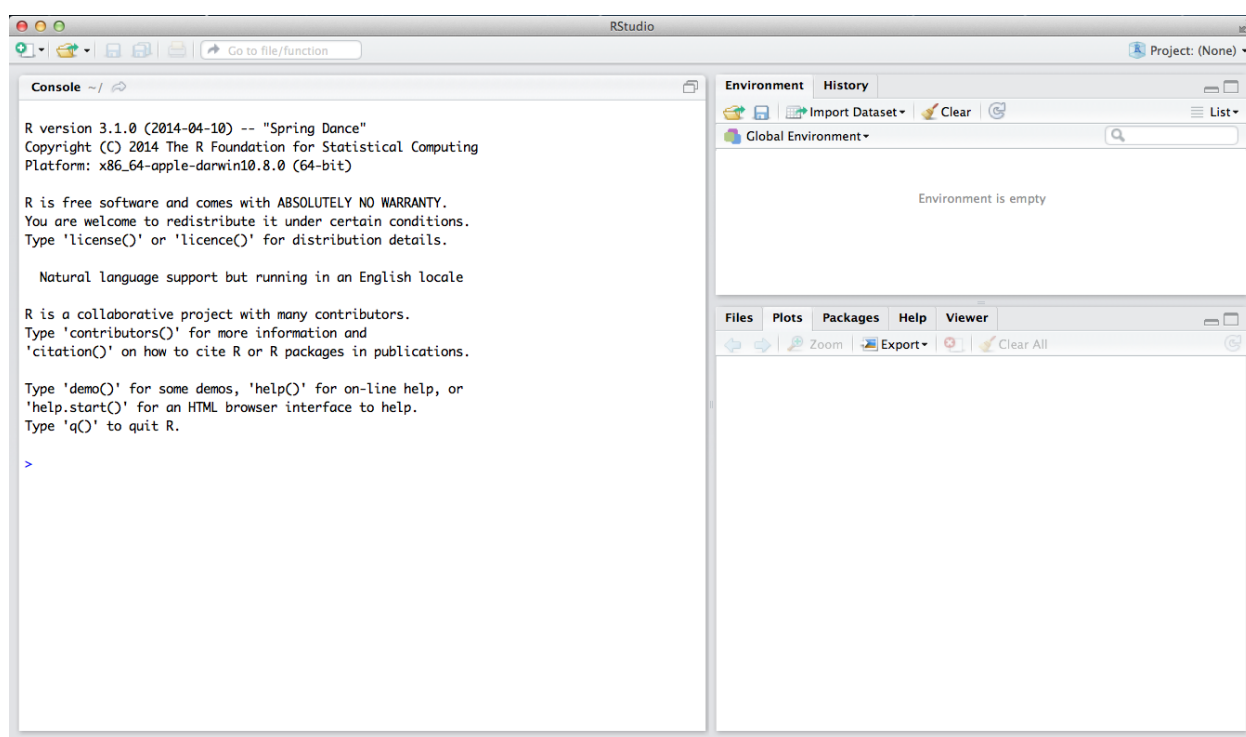 RStudio
Go to file/function
Project: (None)
Console ~/
R version 3.1.0 (2014-04-10) -- "Spring Dance"
Copyright (C) 2014 The R Foundation for Statistical Computing
Platform: x86_64-apple-darwin10.8.0 (64-bit)
R is free software and comes with ABSOLUTELY NO WARRANTY.
You are welcome to redistribute it under certain conditions.
Type 'license()' or 'licence()' for distribution details.
Natural language support but running in an English locale
R is a collaborative project with many contributors.
Type 'contributors()' for more information and
'citation()' on how to cite R or R packages in publications.
Type 'demo()' for some demos, 'help()' for on-line help, or
'help.start()' for an HTML browser interface to help.
Type 'q()' to quit R.
>
Environment History
Import Dataset Clear List
Global Environment
Environment is empty
Files Plots Packages Help Viewer
Zoom Export Clear All